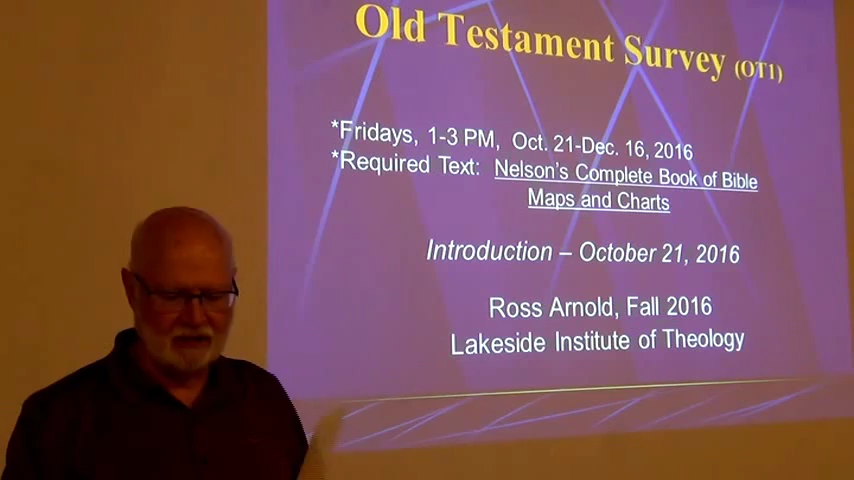 Old Testament Survey (OT1)
*Fridays, 1-3 PM, Oct. 21-Dec. 16, 2016
*Required Text: Nelson's Complete Book of Bible
Maps and Charts
Introduction – October 21, 2016
Ross Arnold, Fall 2016
Lakeside Institute of Theology